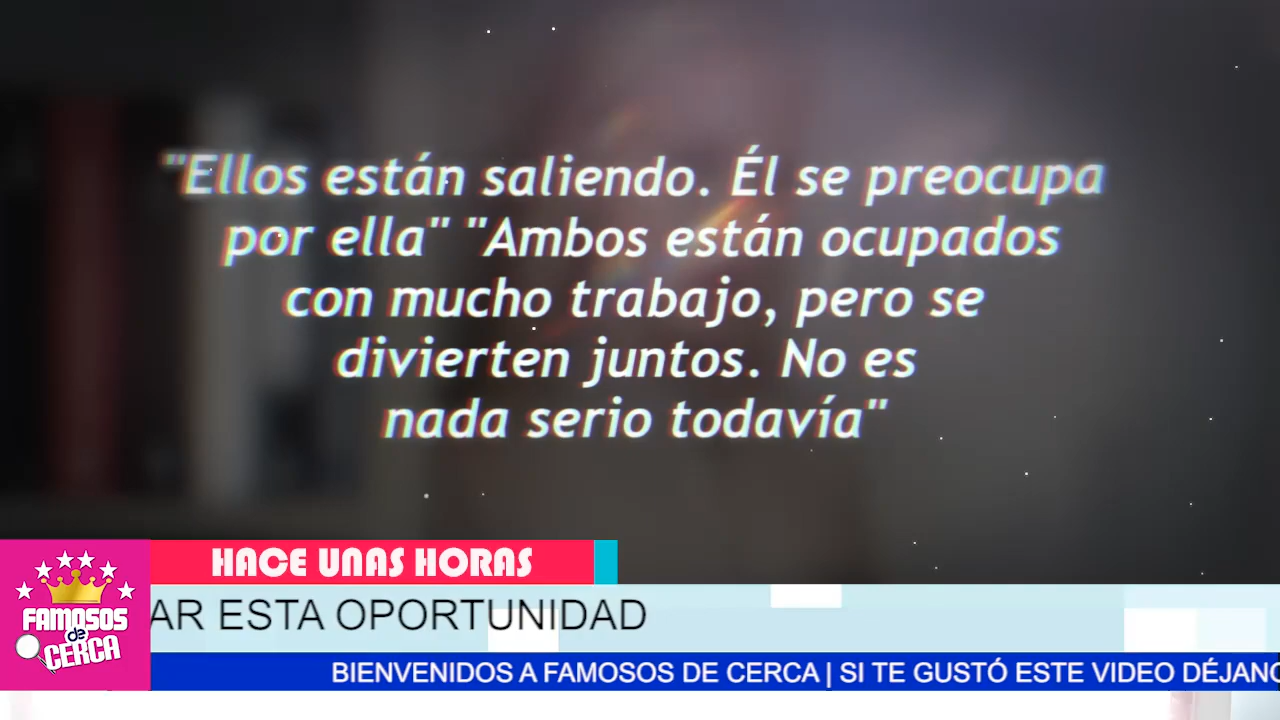 "Ellos están saliendo. Él se preocupa
por ella" "Ambos están ocupados
con mucho trabajo, pero se
divierten juntos. No es
nada serio todavía"
HACE UNAS HORAS
AR ESTA OPORTUNIDAD
FAMOSOS
de
CERCA
BIENVENIDOS A FAMOSOS DE CERCA | SI TE GUSTÓ ESTE VIDEO DÉJANO